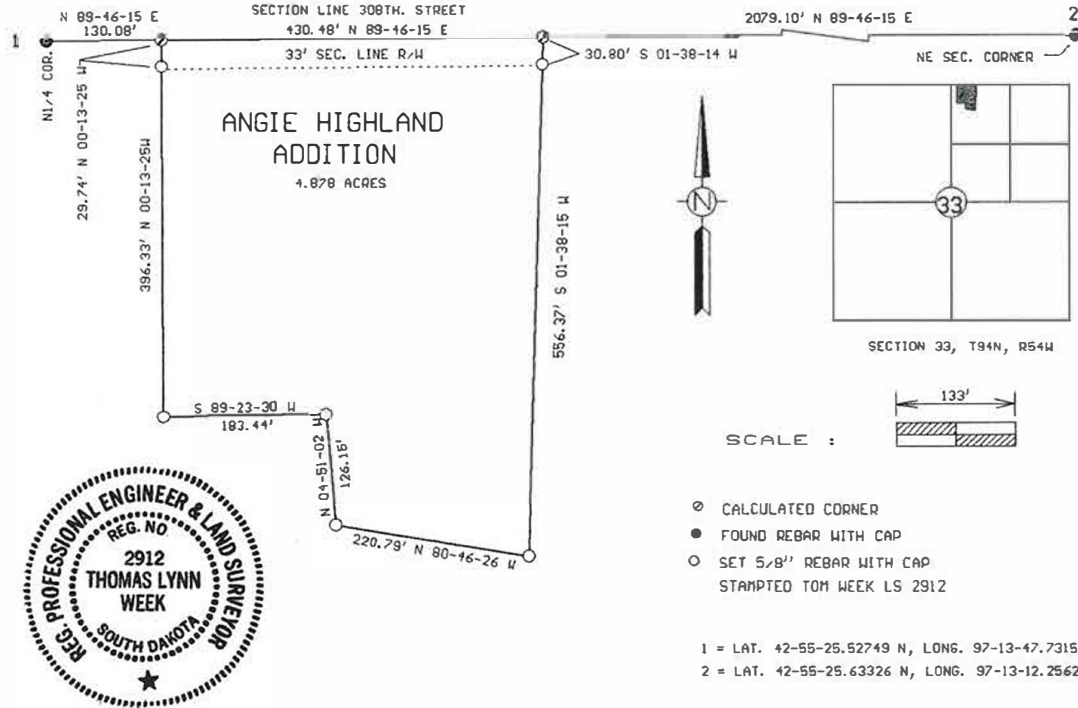 N 89-46-15 E
130.08'
SECTION LINE 308TH. STREET
430.48' N 89-46-15 E
2079.10' N 89-46-15 E
1
2
33' SEC. LINE R/W
30.80' S 01-38-14 W
NE SEC. CORNER
N1/4 COR.
29.74' N 00-13-25 W
396.33' N 00-13-25W
ANGIE HIGHLAND
ADDITION
4.878 ACRES
556.37' S 01-38-15 W
N
33
SECTION 33, T94N, R54W
S 89-23-30 W
183.44'
N 04-51-02 W
126.15'
220.79' N 80-46-26 W
133'
SCALE :
CALCULATED CORNER
FOUND REBAR WITH CAP
SET 5/8'' REBAR WITH CAP
STAMPTED TOM WEEK LS 2912
REG. PROFESSIONAL ENGINEER & LAND SURVEYOR
REG. NO.
2912
THOMAS LYNN
WEEK
SOUTH DAKOTA
1 = LAT. 42-55-25.52749 N, LONG. 97-13-47.7315
2 = LAT. 42-55-25.63326 N, LONG. 97-13-12.2562